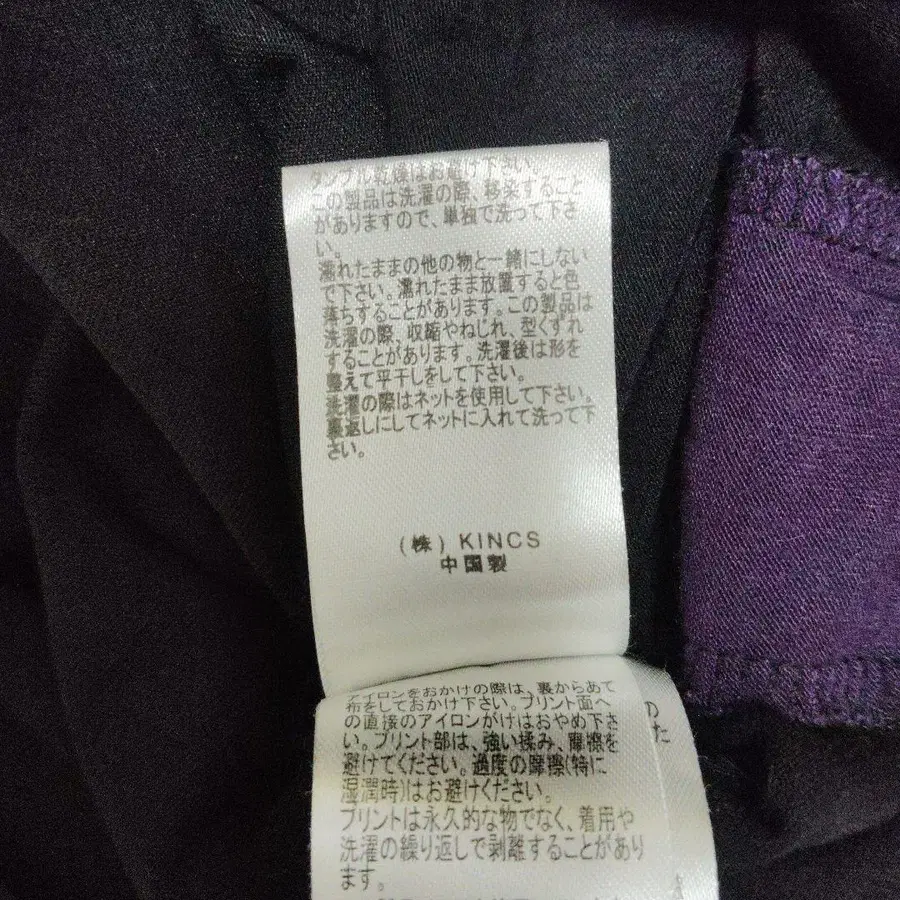 タンブル乾燥はお避け下さい。
この製品は洗濯の際、移染すること
がありますので、単独で洗って下さ
い。
濡れたままの他の物と一緒にしない
で下さい。濡れたまま放置すると色
落ちすることがあります。この製品は
洗濯の際、収縮やねじれ、型くずれ
することがあります。洗濯後は形を
整えて平干しをして下さい。
洗濯の際はネットを使用して下さい。
裏返しにしてネットに入れて洗って下
さい。
(株) KINCS
中国製
アイロンをおかけの際は、裏からあて
布をしておかけ下さい。プリント面へ
の直接のアイロンがけはおやめ下さ
い。プリント部は、強い揉み、摩擦を
避けてください。過度の摩擦(特に
湿潤時)はお避けください。
プリントは永久的な物でなく、着用や
洗濯の繰り返しで剥離することがあり
ます。
の
た